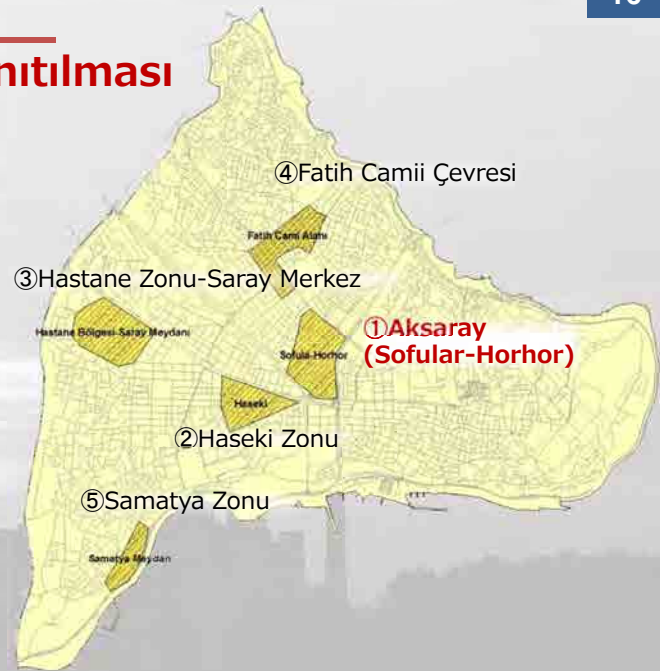 nıtılması
④Fatih Camii Çevresi
Fatih Cami Alanı
③Hastane Zonu-Saray Merkez
Hastane Bölgesi-Saray Meydanı
①Aksaray
(Sofular-Horhor)
Sofula-Horhor
Haseki
②Haseki Zonu
⑤Samatya Zonu
Samatya Meydan